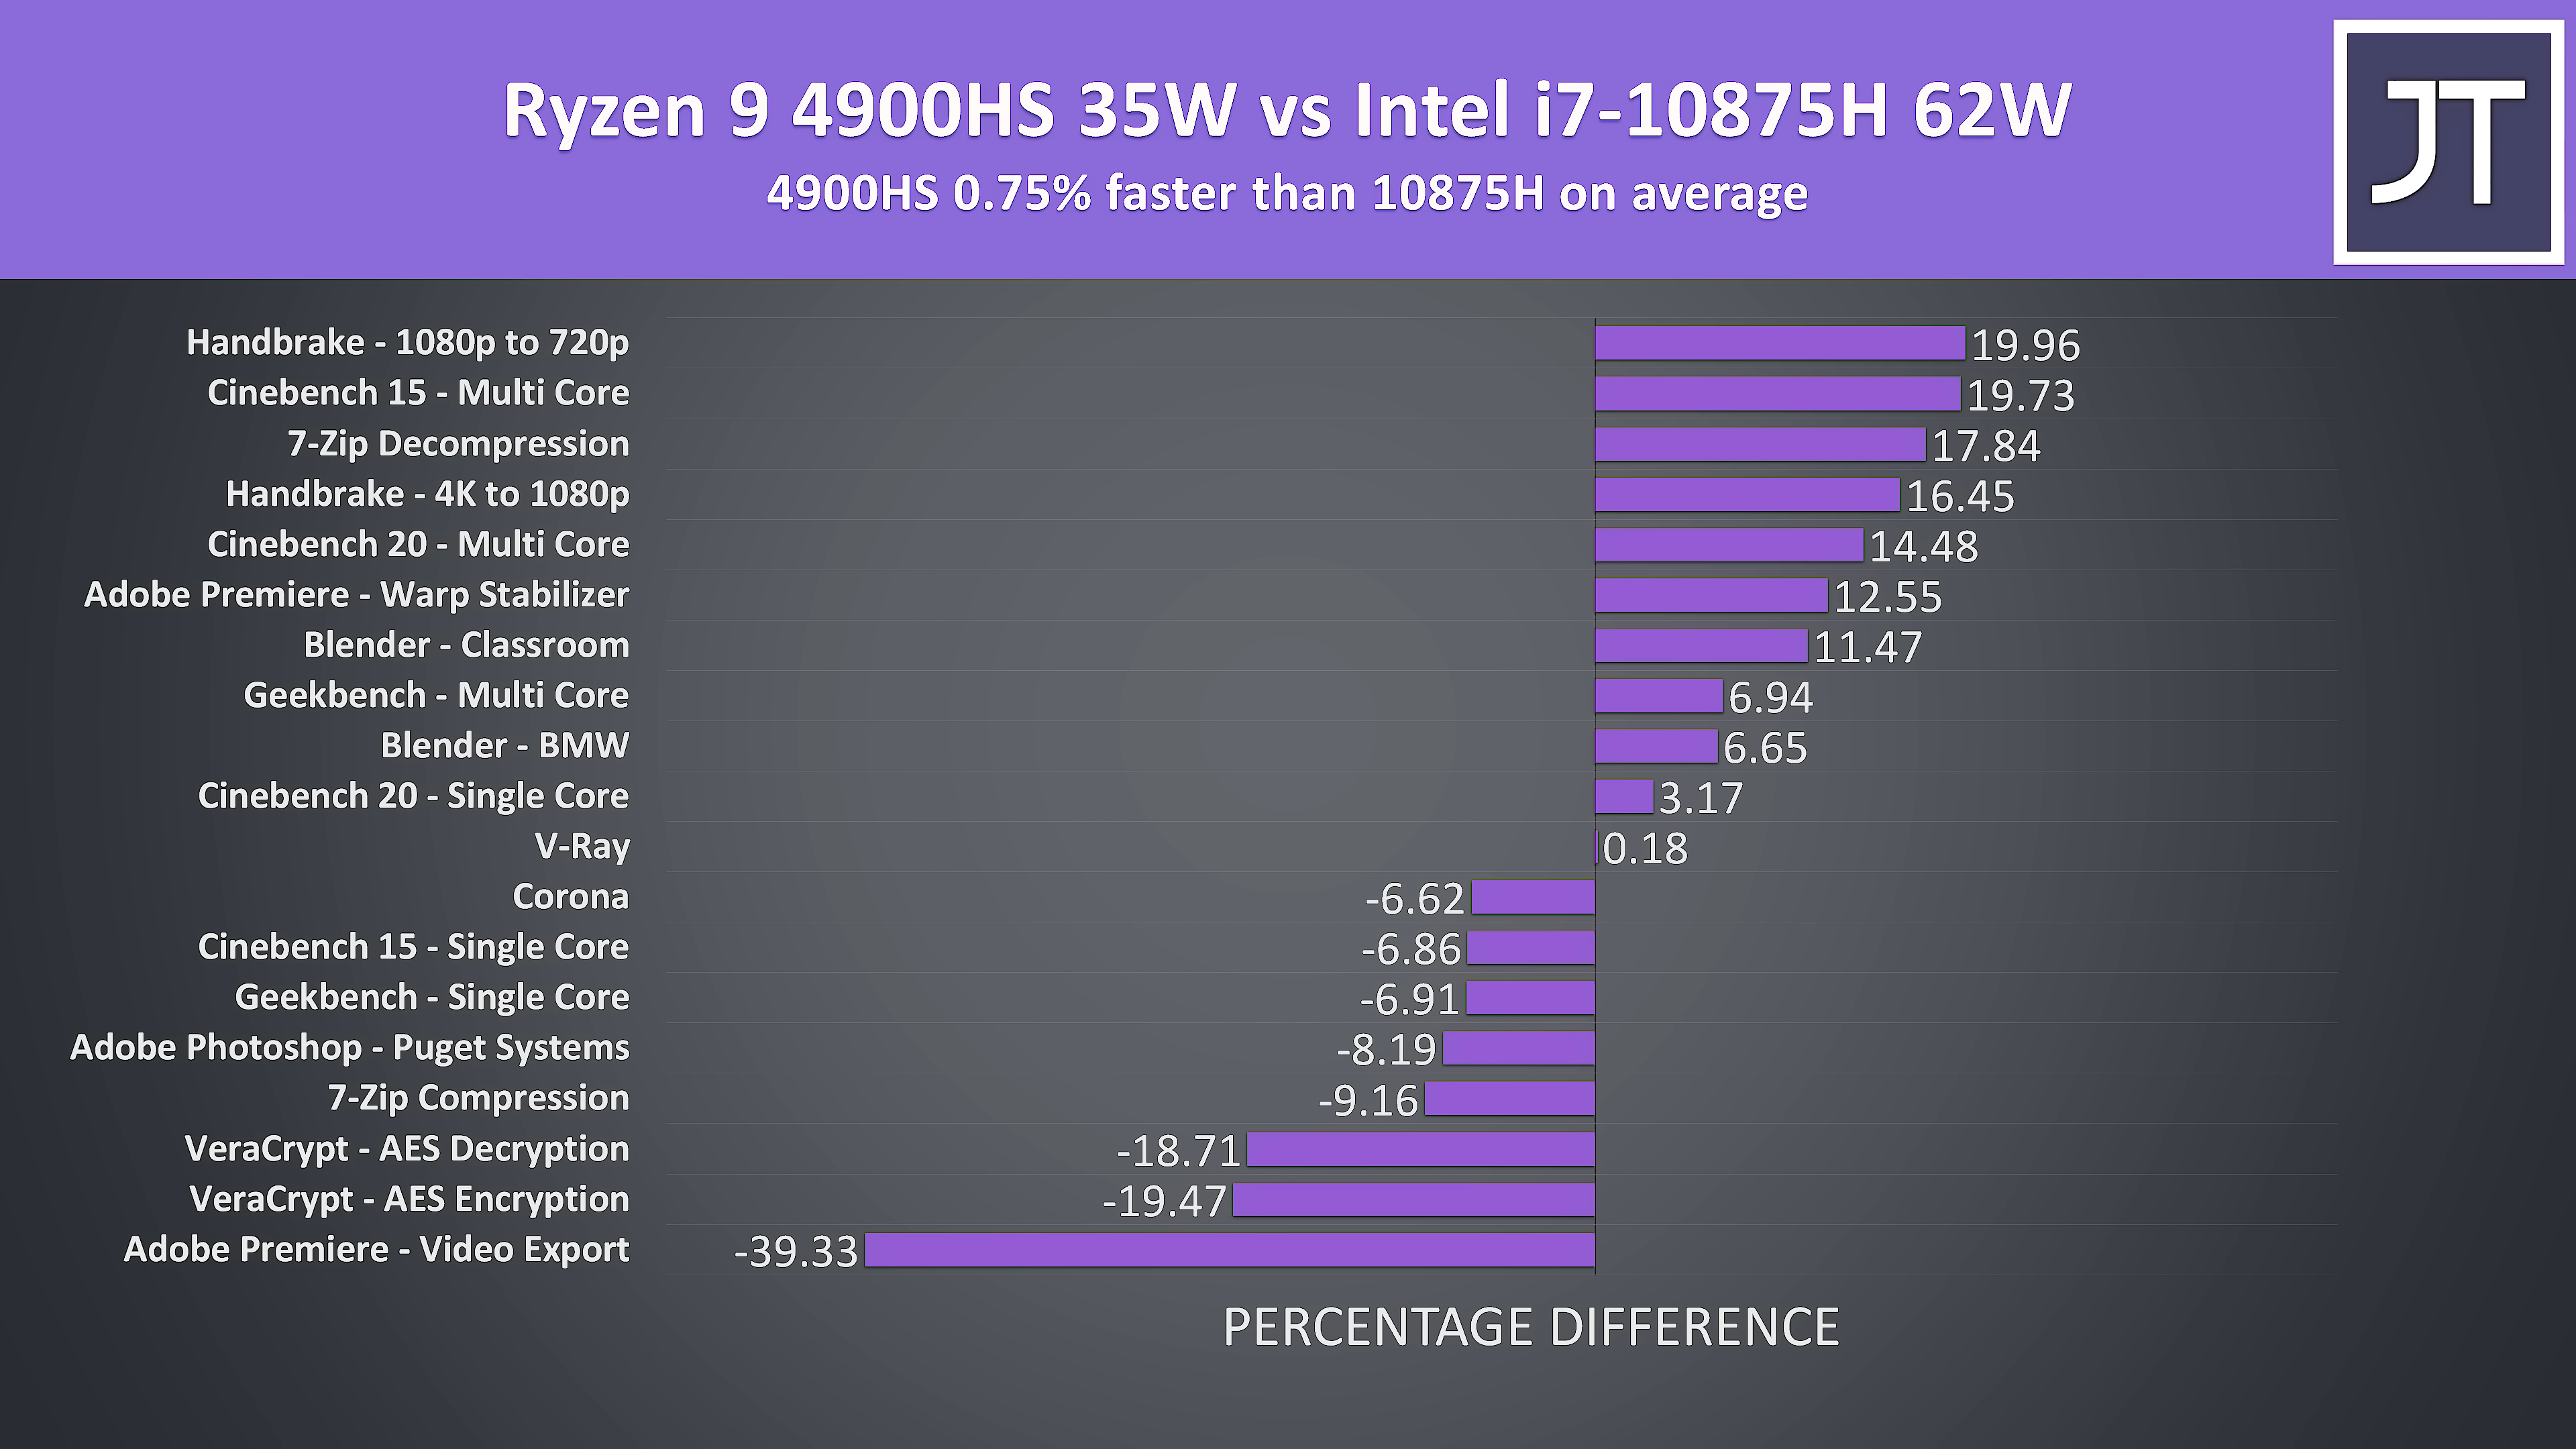 Ryzen 9 4900HS 35W vs Intel i7-10875H 62W
4900HS 0.75% faster than 10875H on average
JT
Handbrake - 1080p to 720p 19.96
Cinebench 15 - Multi Core 19.73
7-Zip Decompression 17.84
Handbrake - 4K to 1080p 16.45
Cinebench 20 - Multi Core 14.48
Adobe Premiere - Warp Stabilizer 12.55
Blender - Classroom 11.47
Geekbench - Multi Core 6.94
Blender - BMW 6.65
Cinebench 20 - Single Core 3.17
V-Ray 0.18
Corona -6.62
Cinebench 15 - Single Core -6.86
Geekbench - Single Core -6.91
Adobe Photoshop - Puget Systems -8.19
7-Zip Compression -9.16
VeraCrypt - AES Decryption -18.71
VeraCrypt - AES Encryption -19.47
Adobe Premiere - Video Export -39.33
PERCENTAGE DIFFERENCE